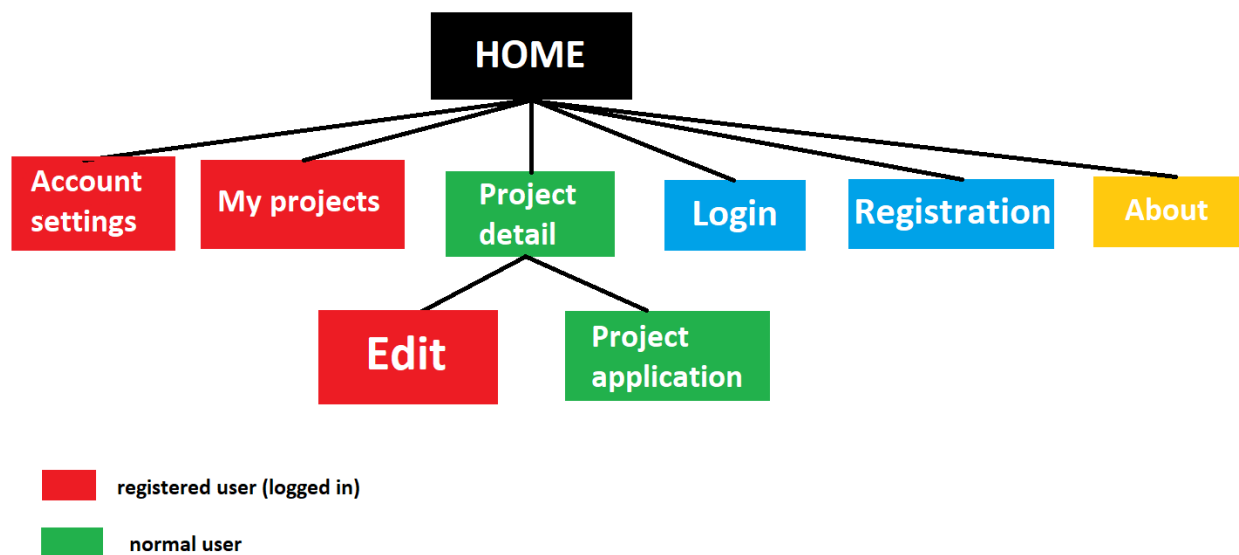 HOME
Account
settings
My projects
Project
detail
Login
Registration
About
Edit
Project
application
registered user (logged in)
normal user